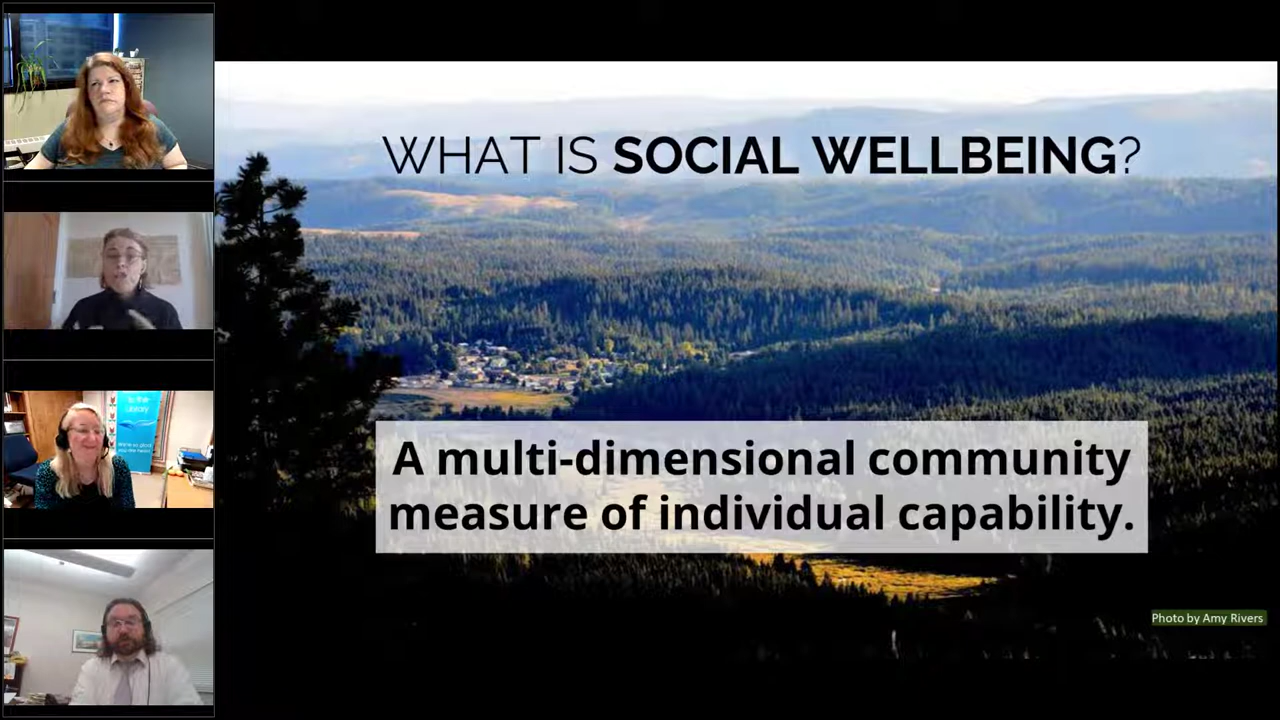 WHAT IS SOCIAL WELLBEING?
A multi-dimensional community
measure of individual capability.
Photo by Amy Rivers